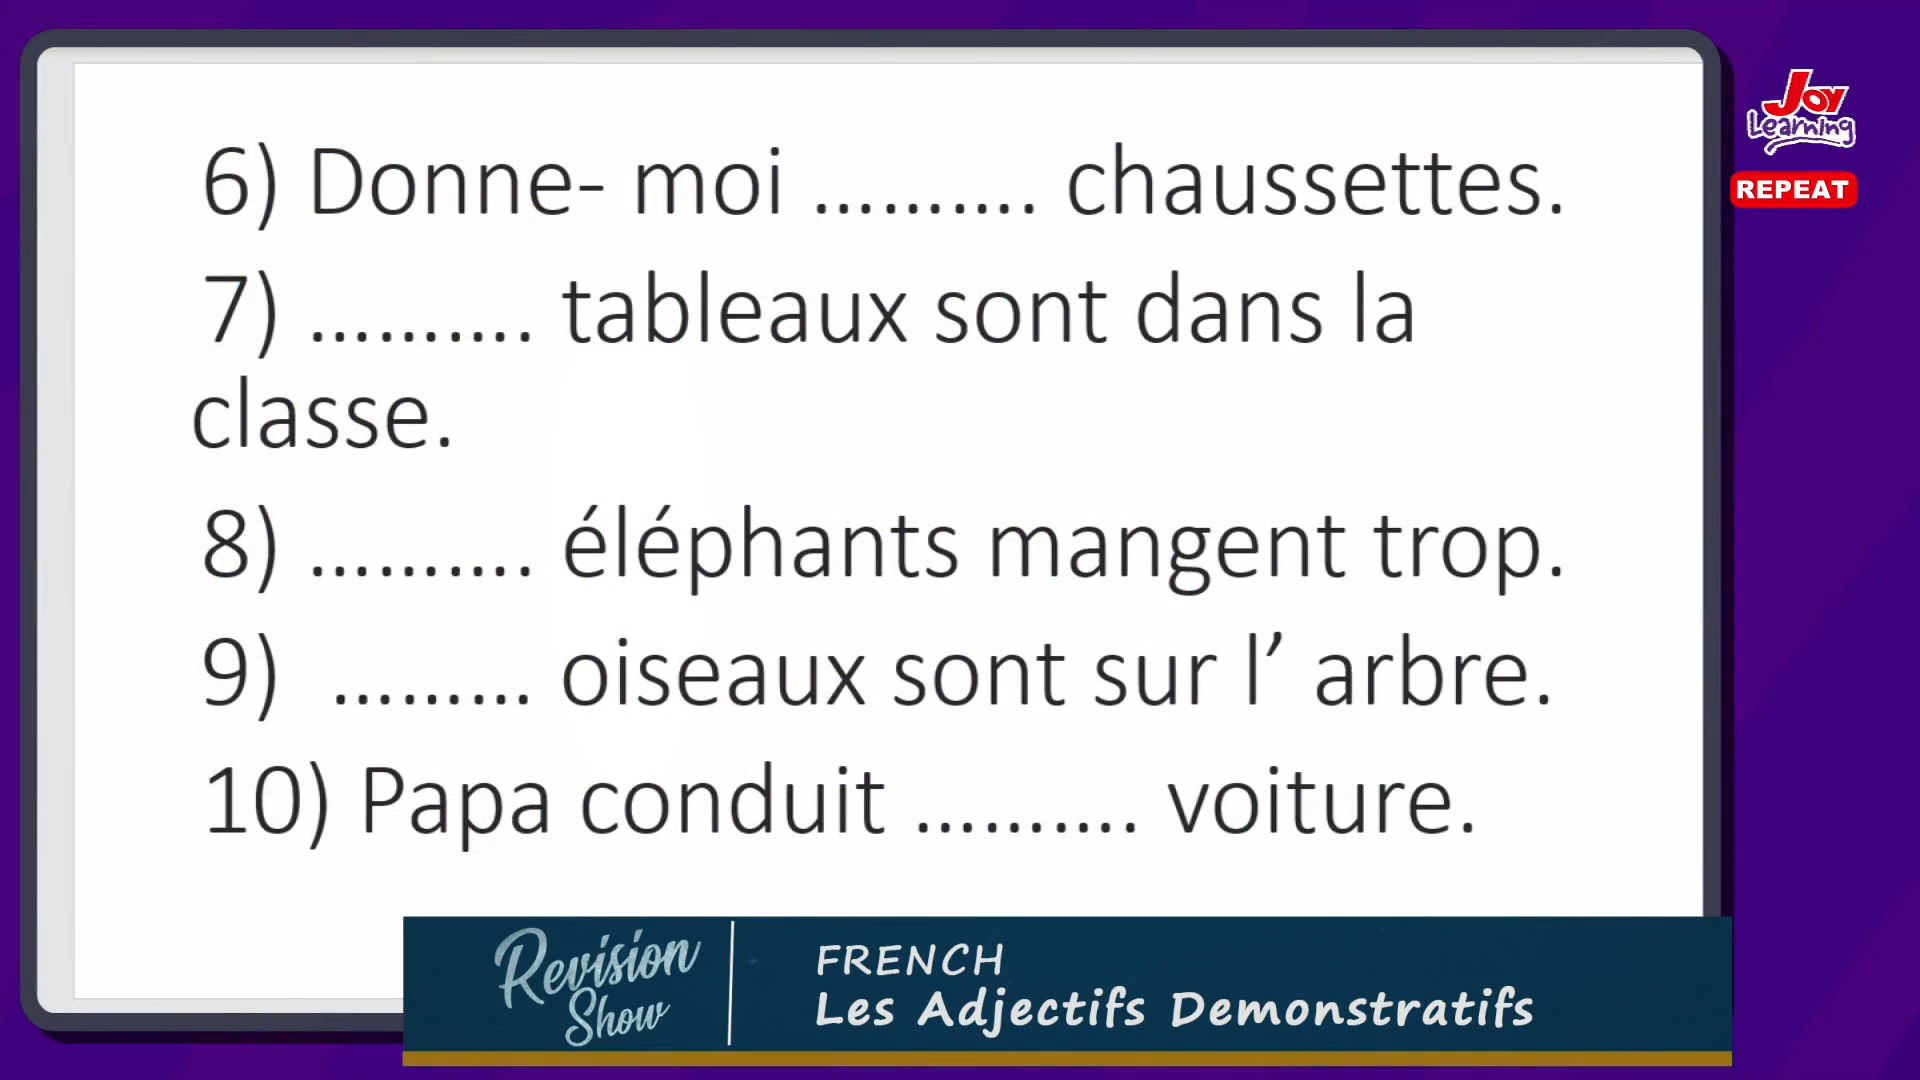 6) Donne- moi .......... chaussettes.
7) .......... tableaux sont dans la
classe.
8) .......... éléphants mangent trop.
9) ......... oiseaux sont sur l’ arbre.
10) Papa conduit .......... voiture.
Joy
Learning
REPEAT
Revision
Show
FRENCH
Les Adjectifs Demonstratifs